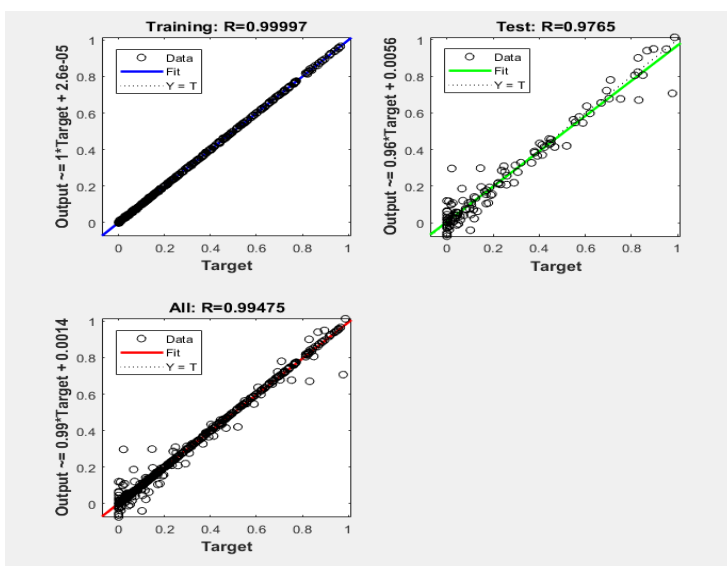 Training: R=0.99997
Output ~= 1*Target + 2.6e-05
1
0.8
0.6
0.4
0.2
0
Data
Fit
Y = T
0 0.2 0.4 0.6 0.8 1
Target
Test: R=0.9765
Output ~= 0.96*Target + 0.0056
1
0.8
0.6
0.4
0.2
0
Data
Fit
Y = T
0 0.2 0.4 0.6 0.8 1
Target
All: R=0.99475
Output ~= 0.99*Target + 0.0014
1
0.8
0.6
0.4
0.2
0
Data
Fit
Y = T
0 0.2 0.4 0.6 0.8 1
Target